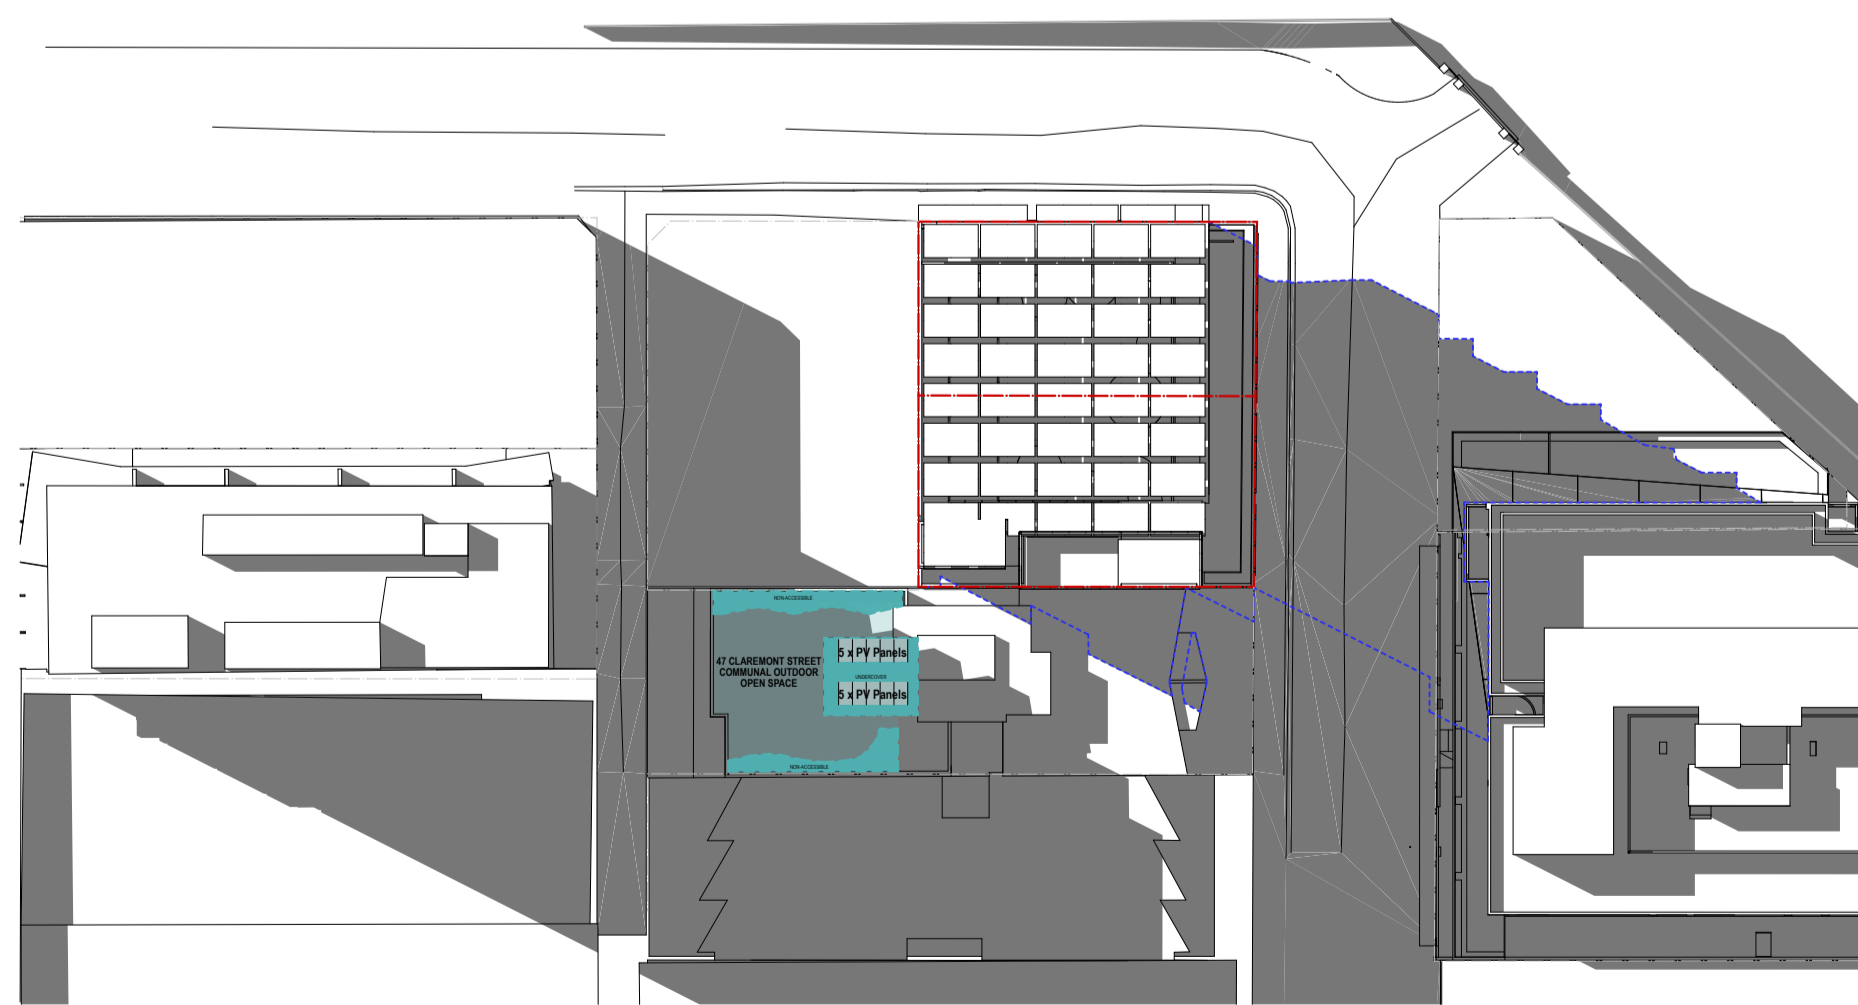 NON-ACCESSIBLE
47 CLAREMONT STREET
COMMUNAL OUTDOOR
OPEN SPACE
5 x PV Panels
UNDERCOVER
5 x PV Panels
NON-ACCESSIBLE